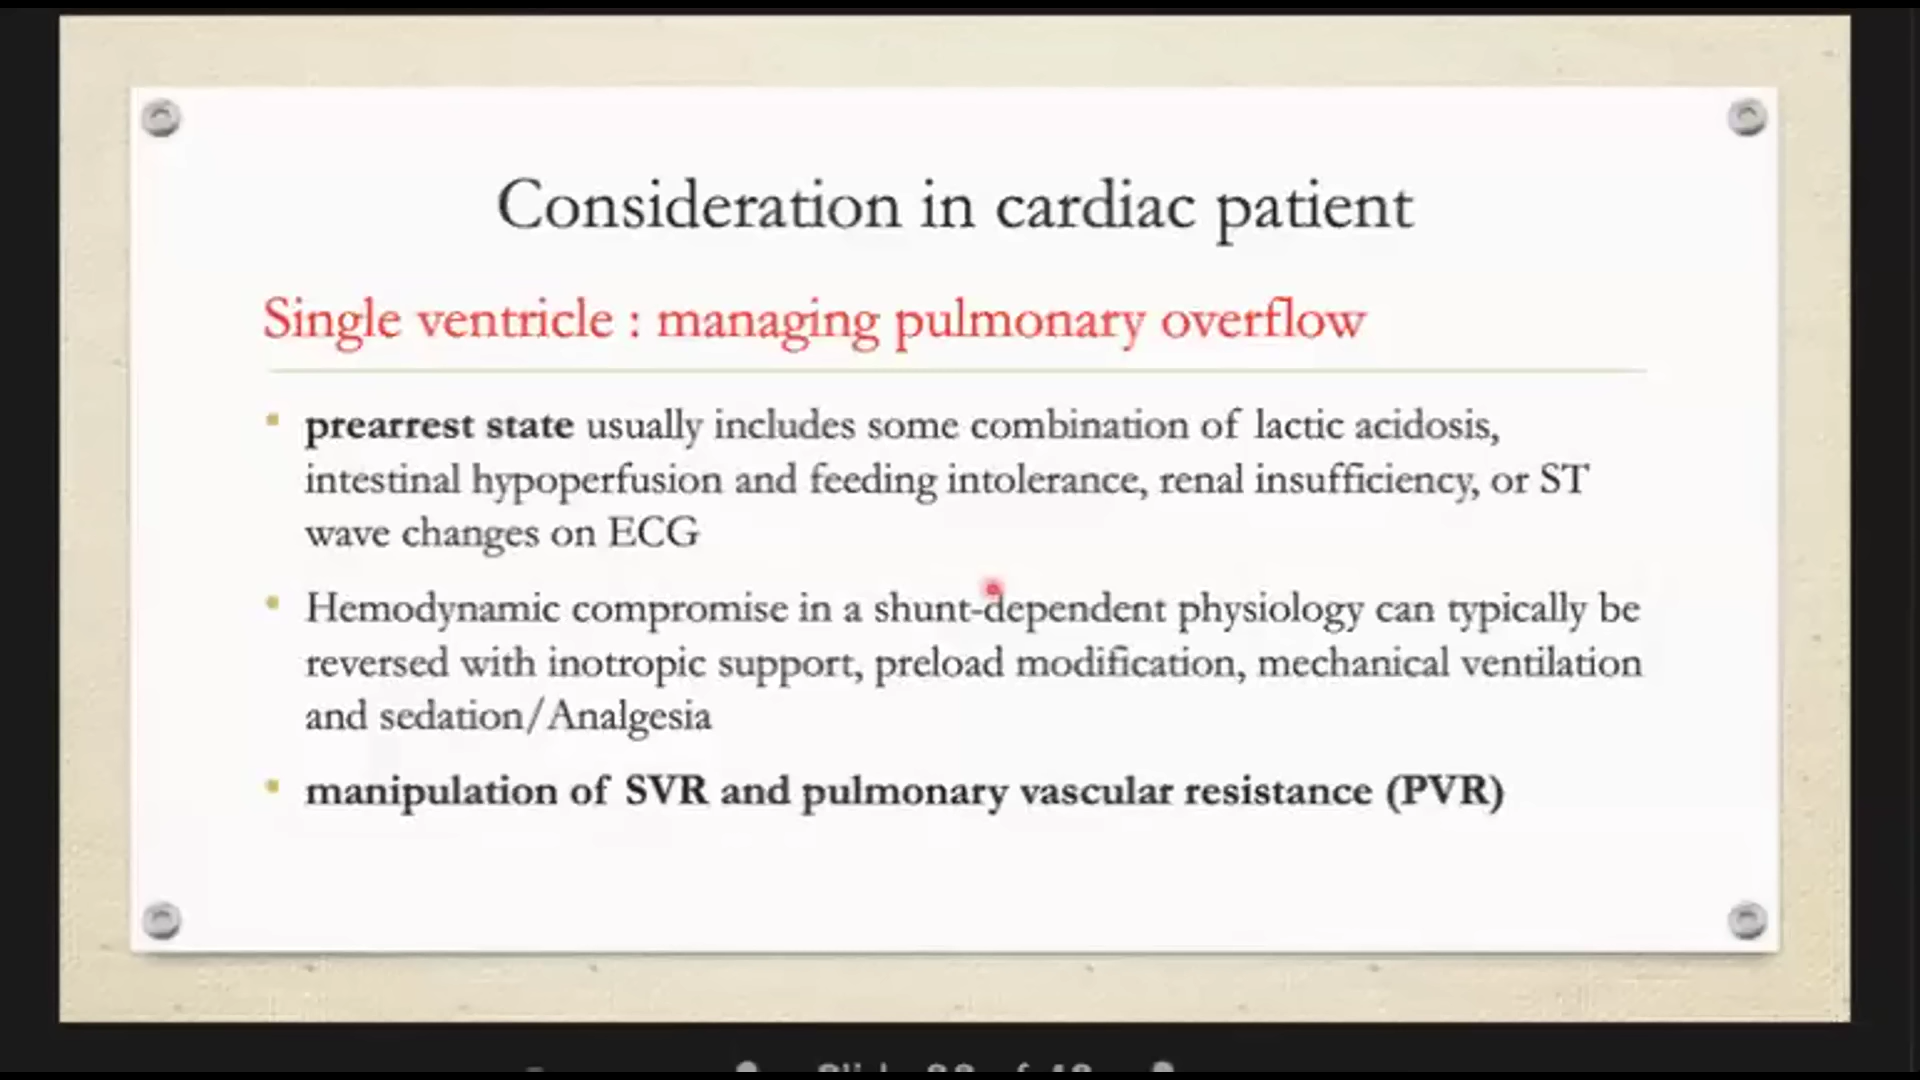 Consideration in cardiac patient
Single ventricle : managing pulmonary overflow
prearrest state usually includes some combination of lactic acidosis,
intestinal hypoperfusion and feeding intolerance, renal insufficiency, or ST
wave changes on ECG
Hemodynamic compromise in a shunt-dependent physiology can typically be
reversed with inotropic support, preload modification, mechanical ventilation
and sedation/Analgesia
manipulation of SVR and pulmonary vascular resistance (PVR)